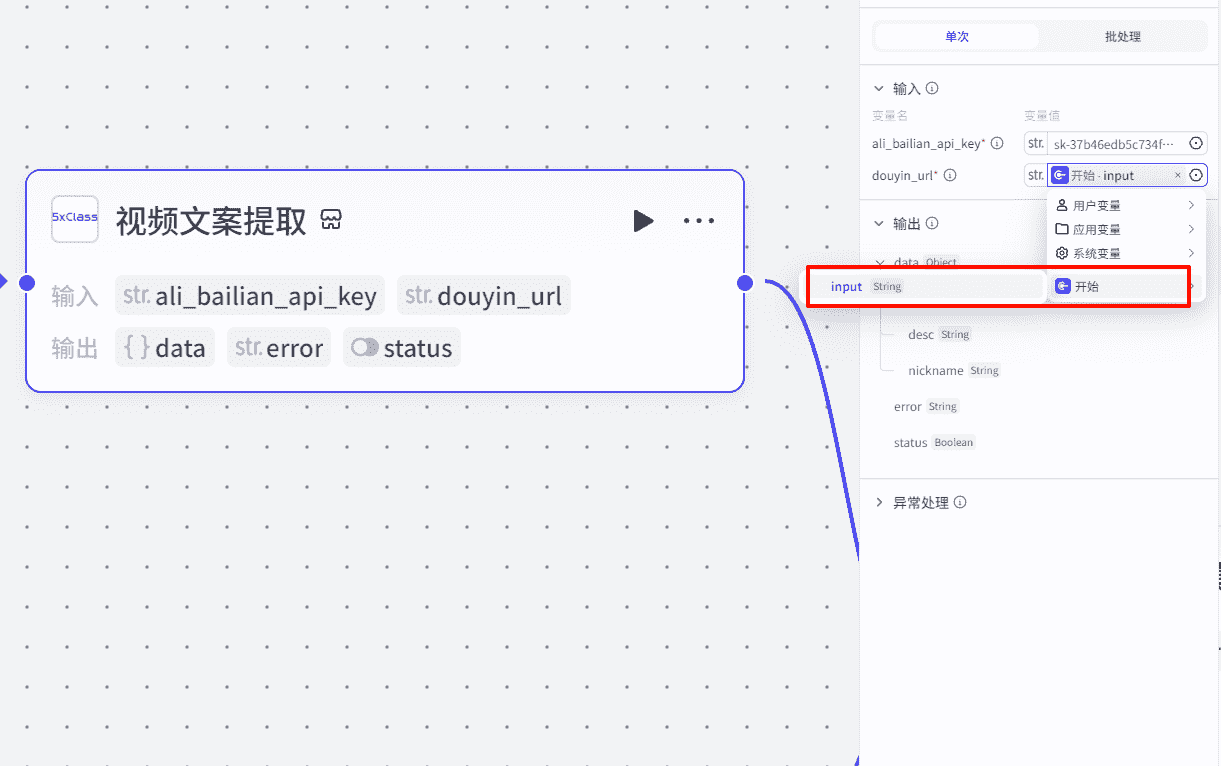 单次 批处理
输入
变量名 变量值
ali_bailian_api_key* str. sk-37b46edb5c734f···
douyin_url* str. 开始 · input ×
用户变量
应用变量
系统变量
输出
data Object
input String 开始
desc String
nickname String
error String
status Boolean
异常处理
5xClass 视频文案提取
输入 str. ali_bailian_api_key str. douyin_url
输出 { } data str. error status